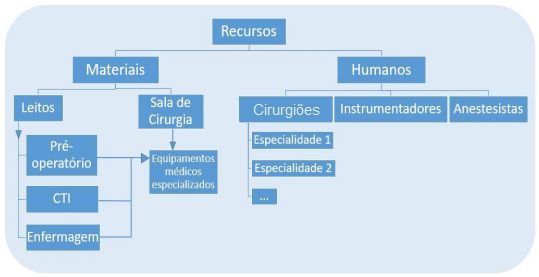 Recursos
Materiais
Humanos
Leitos
Sala de
Cirurgia
Cirurgiões
Instrumentadores
Anestesistas
Pré-
operatório
Equipamentos
médicos
especializados
Especialidade 1
Especialidade 2
...
CTI
Enfermagem